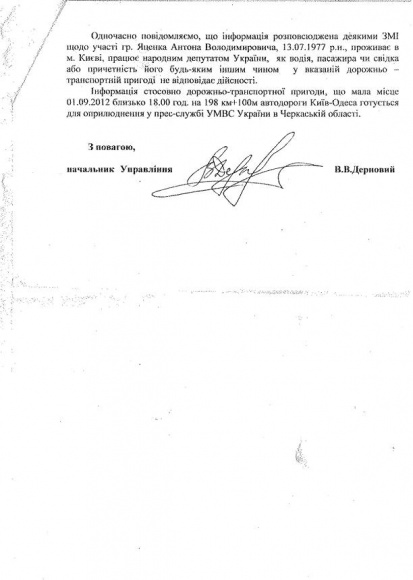 Одночасно повідомляємо, що інформація розповсюджена деякими ЗМІ
щодо участі гр. Яценка Антона Володимировича, 13.07.1977 р.н., проживає в
м. Києві, працює народним депутатом України, як водія, пасажира чи свідка
або причетність його будь-яким іншим чином у вказаній дорожньо –
транспортній пригоді не відповідає дійсності.
Інформація стосовно дорожньо-транспортної пригоди, що мала місце
01.09.2012 близько 18.00 год. на 198 км+100м автодороги Київ-Одеса готується
для оприлюднення у прес-службі УМВС України в Черкаській області.
З повагою,
начальник Управління В.В.Дерновий